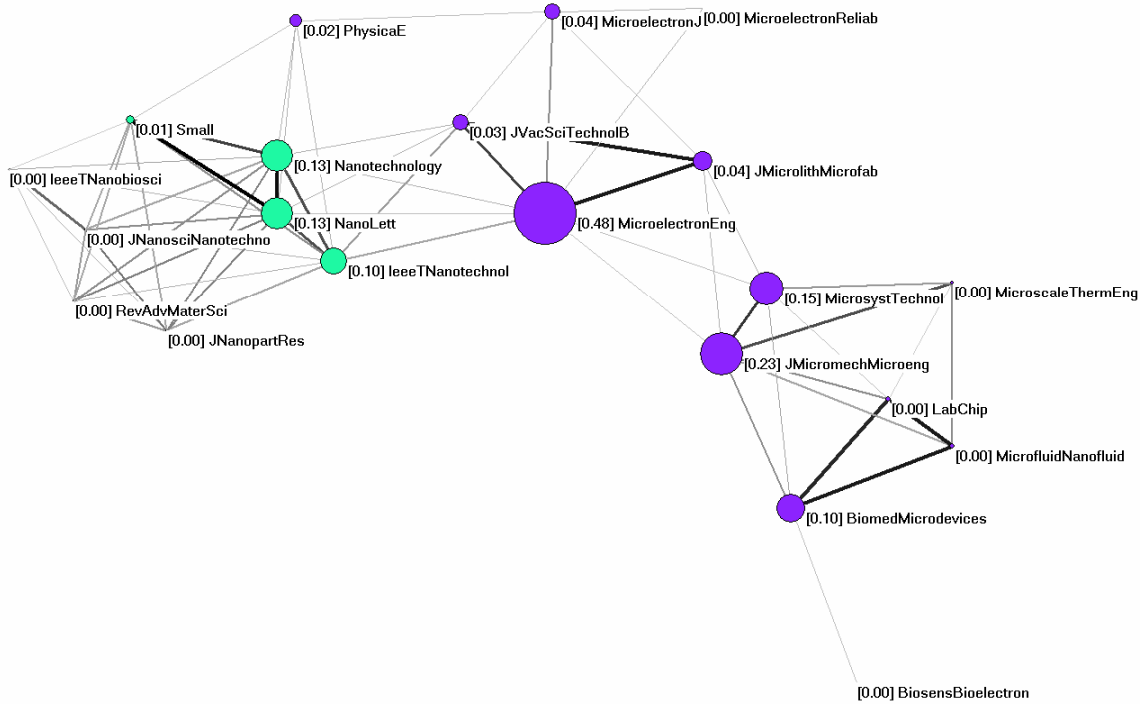 [0.02] PhysicaE
[0.04] MicroelectronJ
[0.00] MicroelectronReliab
[0.01] Small
[0.03] JVacSciTechnolB
[0.13] Nanotechnology
[0.04] JMicrolithMicrofab
[0.00] IeeeTNanobiosci
[0.13] NanoLett
[0.48] MicroelectronEng
[0.00] JNanosciNanotechno
[0.10] IeeeTNanotechnol
[0.15] MicrosystTechnol
[0.00] MicroscaleThermEng
[0.00] RevAdvMaterSci
[0.00] JNanopartRes
[0.23] JMicromechMicroeng
[0.00] LabChip
[0.00] MicrofluidNanofluid
[0.10] BiomedMicrodevices
[0.00] BiosensBioelectron